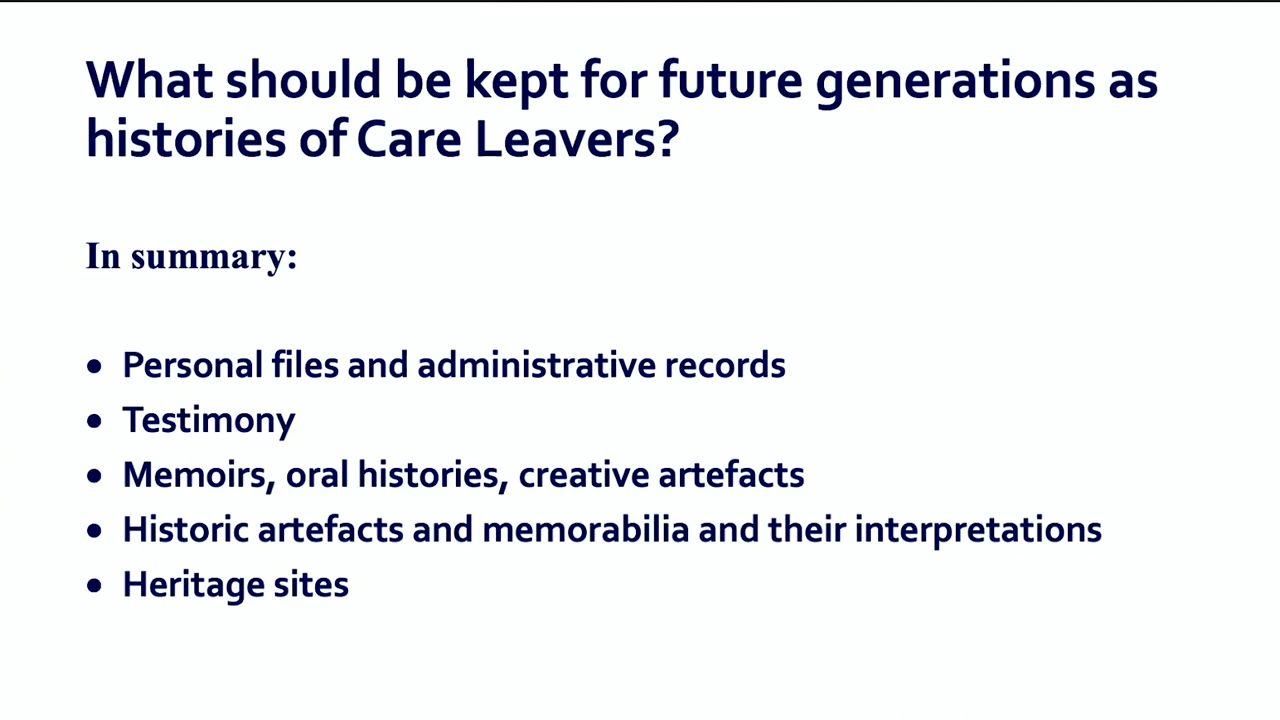 What should be kept for future generations as
histories of Care Leavers?
In summary:
• Personal files and administrative records
• Testimony
• Memoirs, oral histories, creative artefacts
• Historic artefacts and memorabilia and their interpretations
• Heritage sites